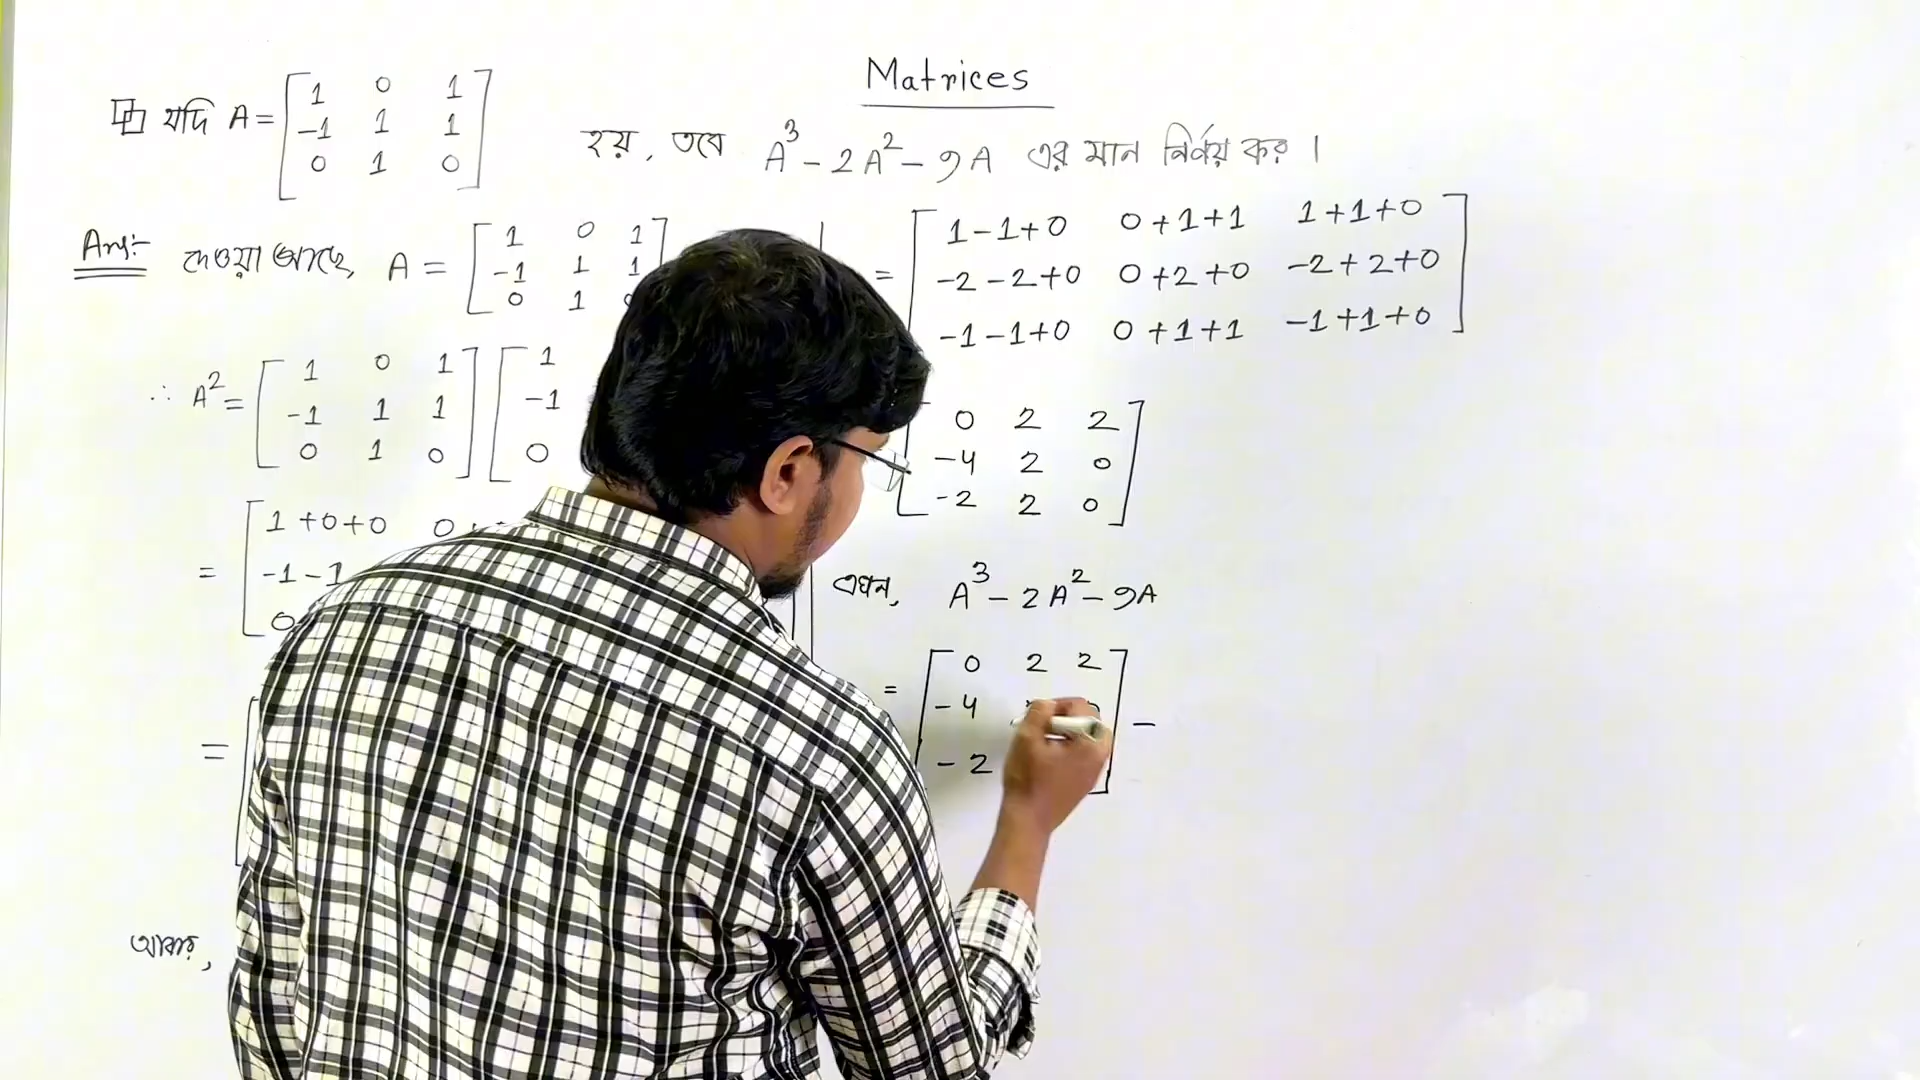 Matrices
যদি A = [ 1 0 1
-1 1 1
0 1 0 ] হয়, তবে A³ - 2A² - 9A এর মান নির্ণয় কর।
Ans:- দেওয়া আছে, A = [ 1 0 1
-1 1 1
0 1
∴ A² = [ 1 0 1
-1 1 1
0 1 0 ] [ 1
-1
0
= [ 1+0+0 0
-1-1
0
=
আবার,
= [ 1-1+0 0+1+1 1+1+0
-2-2+0 0+2+0 -2+2+0
-1-1+0 0+1+1 -1+1+0 ]
[ 0 2 2
-4 2 0
-2 2 0 ]
এখন, A³ - 2A² - 9A
= [ 0 2 2
-4
-2 ] -